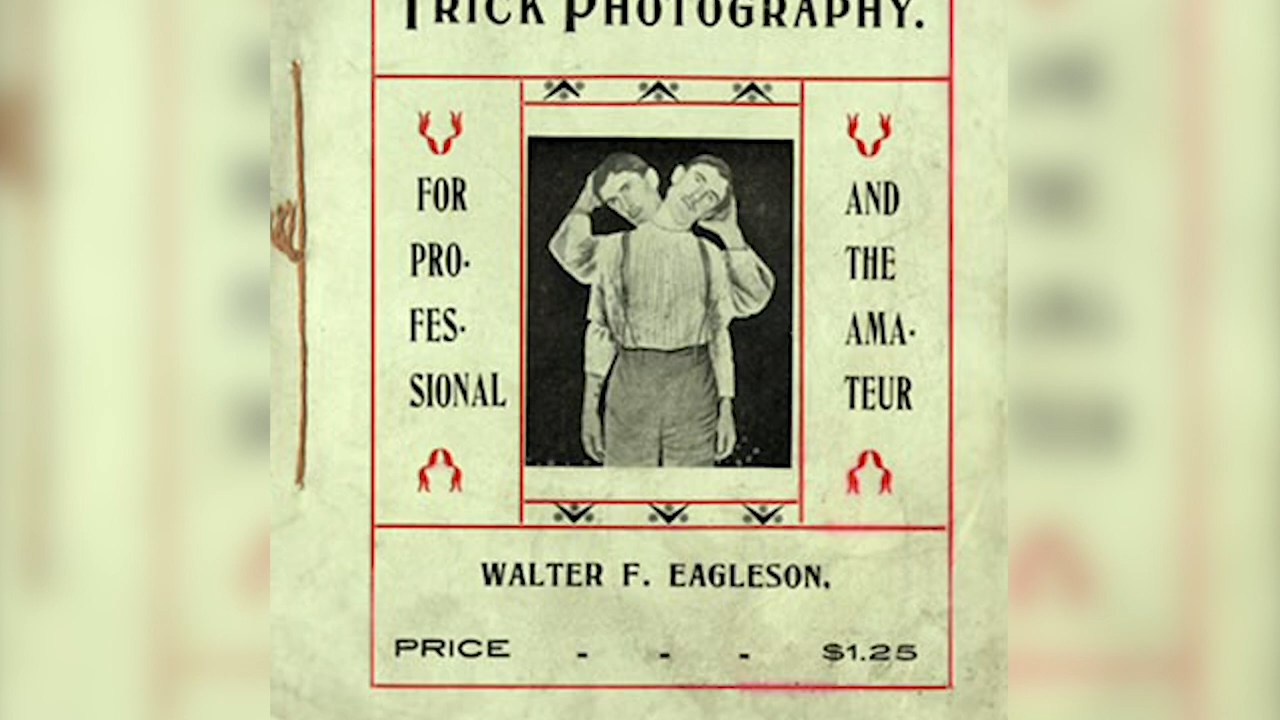 TRICK PHOTOGRAPHY.
FOR
PRO-
FES-
SIONAL
AND
THE
AMA-
TEUR
WALTER F. EAGLESON.
PRICE - - - $1.25